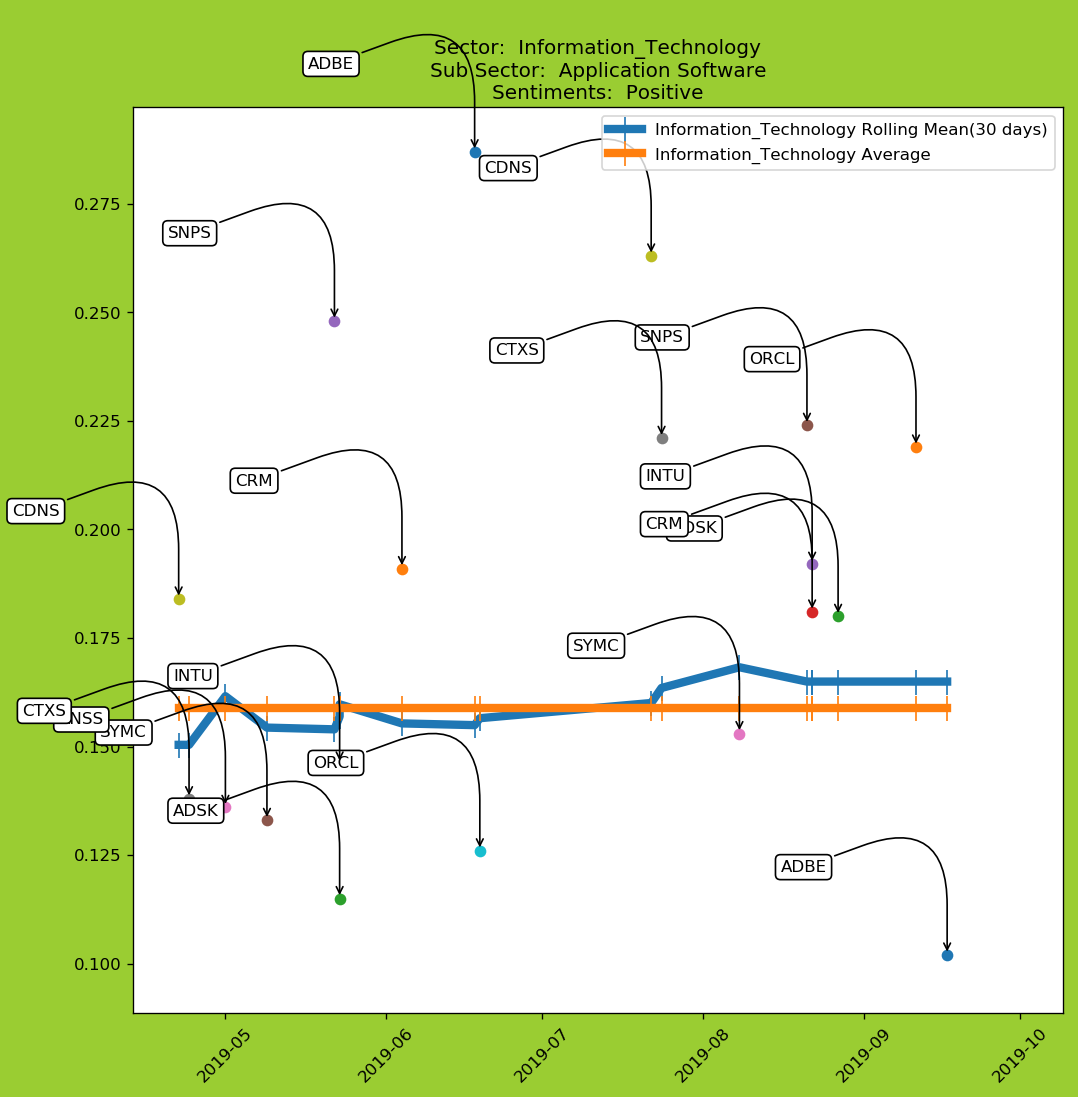 Sector:  Information_Technology
Sub Sector:  Application Software
Sentiments:  Positive
Information_Technology Rolling Mean(30 days)
Information_Technology Average
ADBE
CDNS
SNPS
CTXS
SNPS
ORCL
CRM
INTU
CDNS
CRM
DSK
SYMC
INTU
CTXS
NSS
SYMC
ORCL
ADSK
ADBE
0.275
0.250
0.225
0.200
0.175
0.150
0.125
0.100
2019-05
2019-06
2019-07
2019-08
2019-09
2019-10